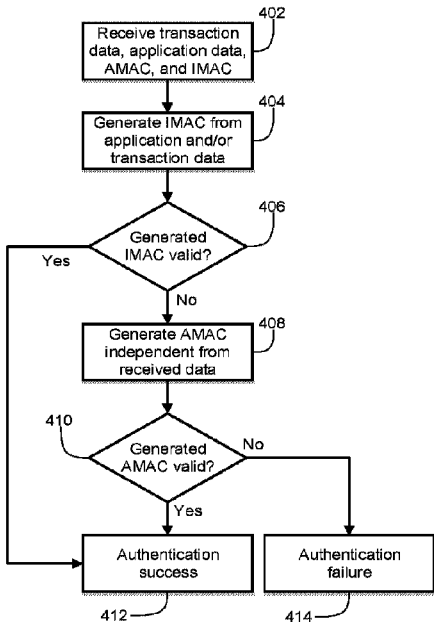 402
Receive transaction
data, application data,
AMAC, and IMAC
404
Generate IMAC from
application and/or
transaction data
406
Generated
IMAC valid?
Yes
No
408
Generate AMAC
independent from
received data
410
Generated
AMAC valid?
No
Yes
Authentication
success
Authentication
failure
412
414